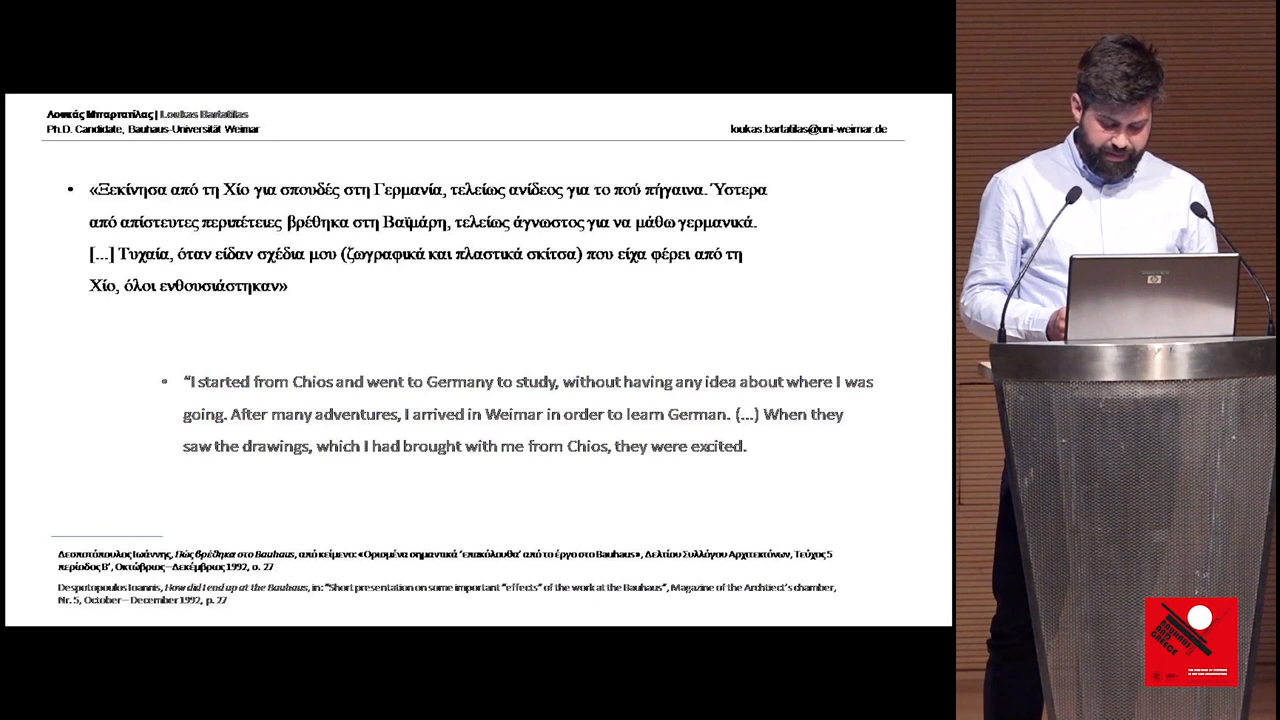 Λουκάς Μπαρτατίλας | Loukas Bartatilas
Ph.D. Candidate, Bauhaus-Universität Weimar
loukas.bartatilas@uni-weimar.de
• «Ξεκίνησα από τη Χίο για σπουδές στη Γερμανία, τελείως ανίδεος για το πού πήγαινα. Ύστερα
από απίστευτες περιπέτειες βρέθηκα στη Βαϊμάρη, τελείως άγνωστος για να μάθω γερμανικά.
[...] Τυχαία, όταν είδαν σχέδια μου (ζωγραφικά και πλαστικά σκίτσα) που είχα φέρει από τη
Χίο, όλοι ενθουσιάστηκαν»
• “I started from Chios and went to Germany to study, without having any idea about where I was
going. After many adventures, I arrived in Weimar in order to learn German. (...) When they
saw the drawings, which I had brought with me from Chios, they were excited.
Δεσποτόπουλος Ιωάννης, Πώς βρέθηκα στο Bauhaus, από κείμενο: «Ορισμένα σημαντικά ‘επακόλουθα’ από το έργο στο Bauhaus», Δελτίου Συλλόγου Αρχιτεκτόνων, Τεύχος 5
περίοδος Β’, Οκτώβριος – Δεκέμβριος 1992, σ. 27
Despotopoulos Ioannis, How did I end up at the Bauhaus, in: “Short presentation on some important “effects” of the work at the Bauhaus”, Magazine of the Archtiect’s chamber,
Nr. 5, October – December 1992, p. 27
hp
BAUHAUS
AND
GREECE